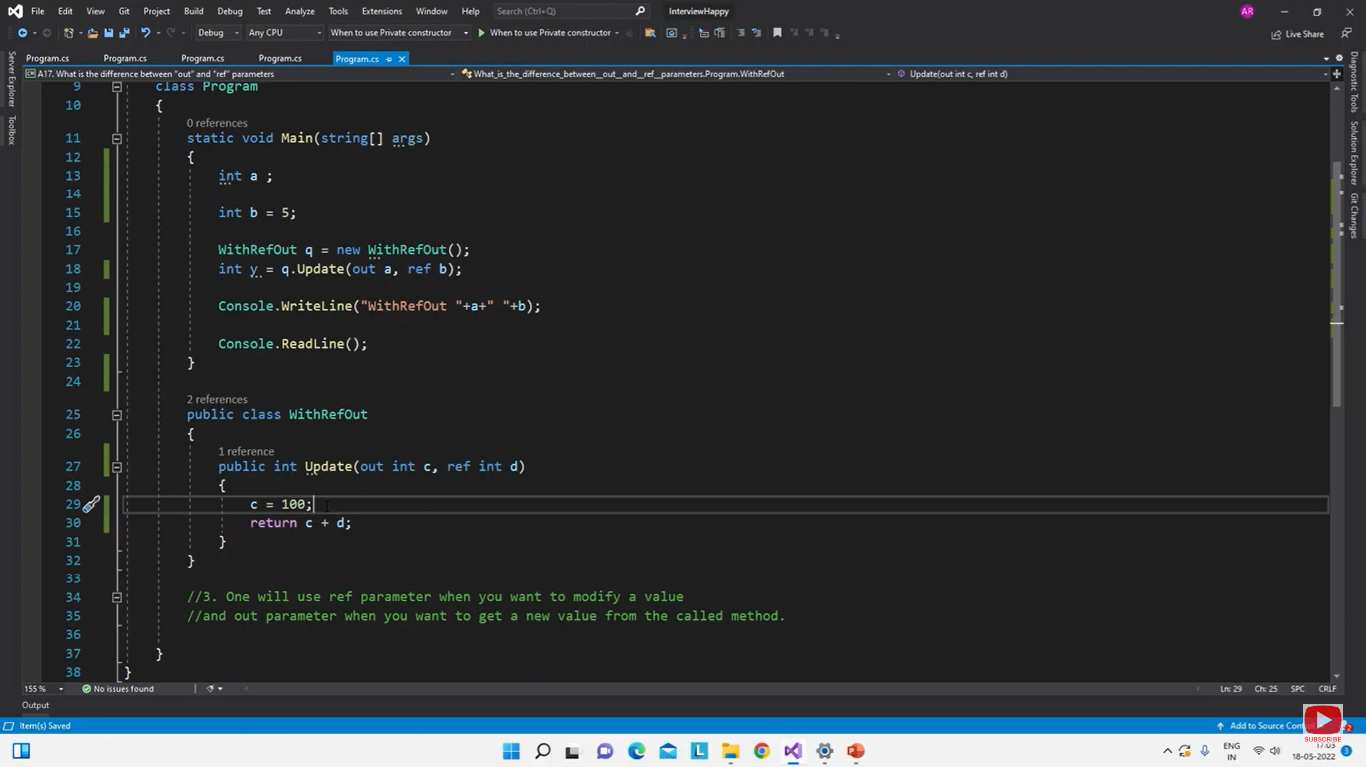 File Edit View Git Project Build Debug Test Analyze Tools Extensions Window Help Search (Ctrl+Q) InterviewHappy AR
Debug Any CPU When to use Private constructor When to use Private constructor Live Share
Program.cs Program.cs Program.cs Program.cs Program.cs
A17. What is the difference between "out" and "ref" parameters What_is_the_difference_between__out__and__ref__parameters.Program.WithRefOut Update(out int c, ref int d)
Server Explorer
Toolbox
Diagnostic Tools
Solution Explorer
Git Changes
9 class Program
10 {
0 references
11 static void Main(string[] args)
12 {
13 int a ;
14
15 int b = 5;
16
17 WithRefOut q = new WithRefOut();
18 int y = q.Update(out a, ref b);
19
20 Console.WriteLine("WithRefOut "+a+" "+b);
21
22 Console.ReadLine();
23 }
24
2 references
25 public class WithRefOut
26 {
1 reference
27 public int Update(out int c, ref int d)
28 {
29 c = 100;
30 return c + d;
31 }
32 }
33
34 //3. One will use ref parameter when you want to modify a value
35 //and out parameter when you want to get a new value from the called method.
36
37 }
38 }
155 % No issues found Ln: 29 Ch: 25 SPC CRLF
Output
Item(s) Saved Add to Source Control 2
SUBSCRIBE
L ENG IN 17:03 18-05-2022 3